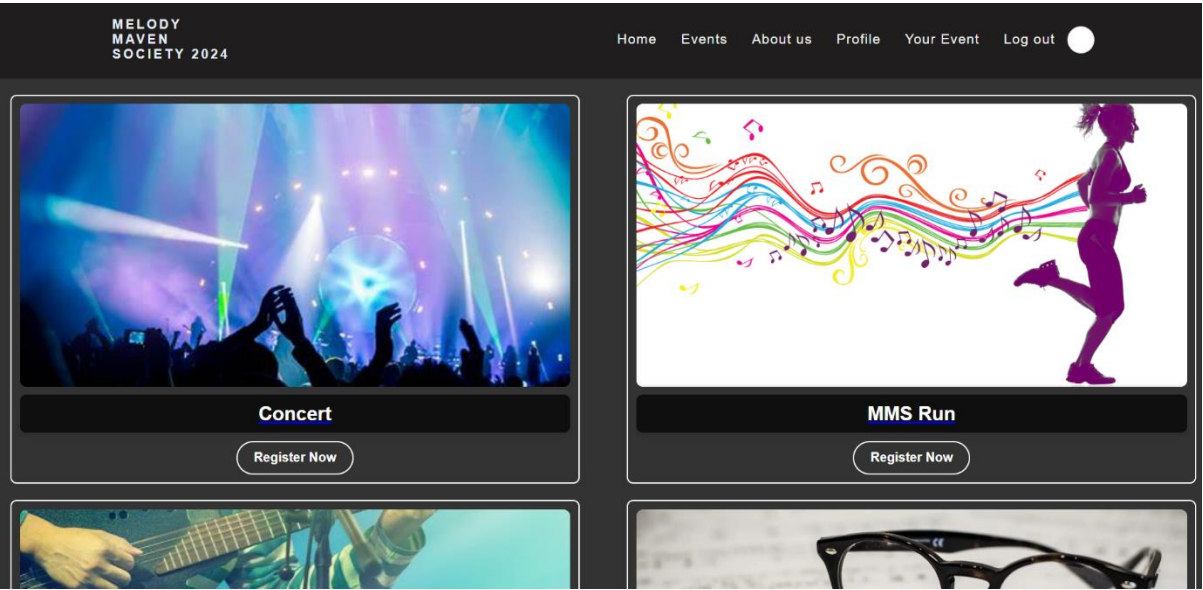 MELODY
MAVEN
SOCIETY 2024
Home Events About us Profile Your Event Log out
Concert
MMS Run
Register Now
Register Now